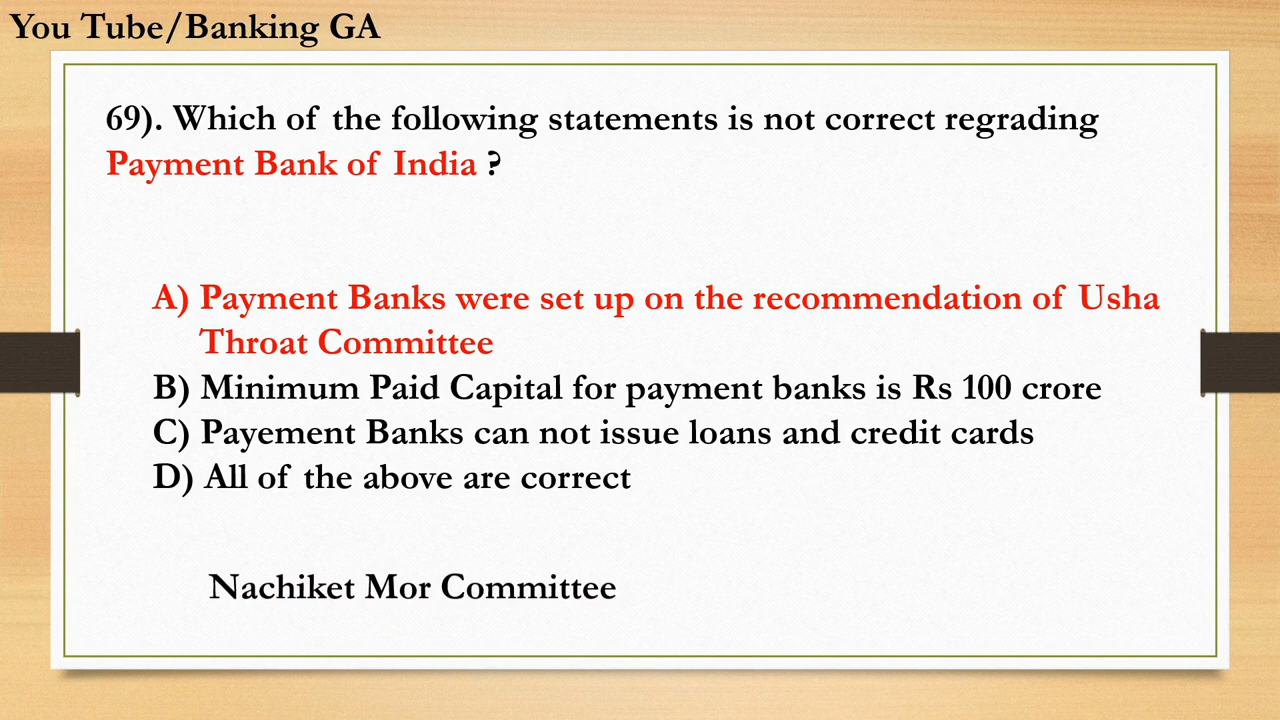 You Tube/Banking GA
69). Which of the following statements is not correct regrading
Payment Bank of India ?
A) Payment Banks were set up on the recommendation of Usha
Throat Committee
B) Minimum Paid Capital for payment banks is Rs 100 crore
C) Payement Banks can not issue loans and credit cards
D) All of the above are correct
Nachiket Mor Committee